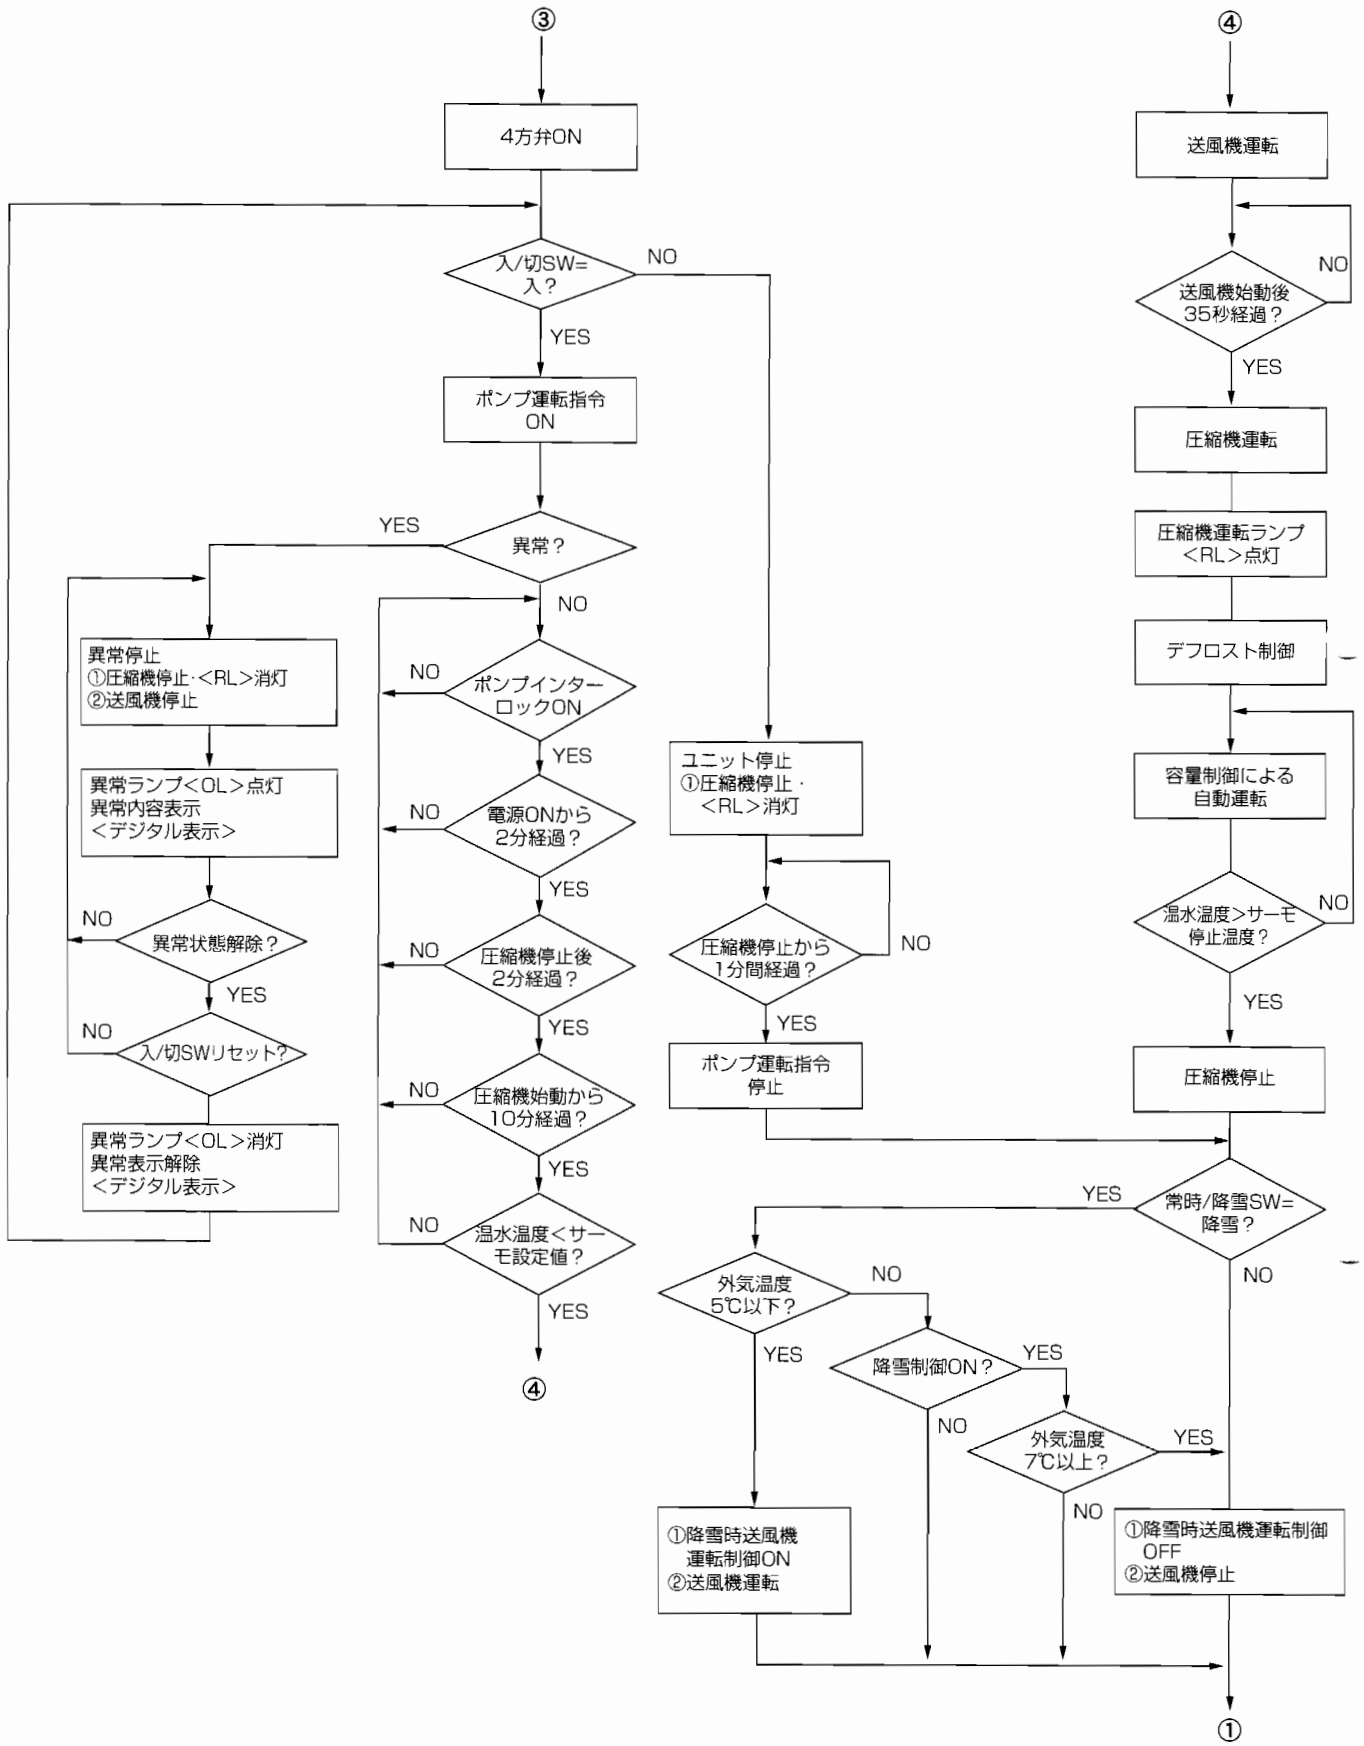 ③
4方弁ON
入/切SW=
入？
NO
YES
ポンプ運転指令
ON
異常？
YES
NO
異常停止
①圧縮機停止·<RL>消灯
②送風機停止
異常ランプ<OL>点灯
異常内容表示
<デジタル表示>
異常状態解除？
NO
YES
入/切SWリセット？
NO
異常ランプ<OL>消灯
異常表示解除
<デジタル表示>
ポンプインター
ロックON
NO
YES
電源ONから
2分経過？
NO
YES
圧縮機停止後
2分経過？
NO
YES
圧縮機始動から
10分経過？
NO
YES
温水温度<サー
モ設定値？
NO
YES
④
ユニット停止
①圧縮機停止·
<RL>消灯
圧縮機停止から
1分間経過？
NO
YES
ポンプ運転指令
停止
④
送風機運転
送風機始動後
35秒経過？
NO
YES
圧縮機運転
圧縮機運転ランプ
<RL>点灯
デフロスト制御
容量制御による
自動運転
温水温度>サーモ
停止温度？
NO
YES
圧縮機停止
常時/降雪SW=
降雪？
YES
NO
外気温度
5℃以下？
NO
YES
降雪制御ON？
YES
NO
外気温度
7℃以上？
YES
NO
①降雪時送風機
運転制御ON
②送風機運転
①降雪時送風機運転制御
OFF
②送風機停止
①